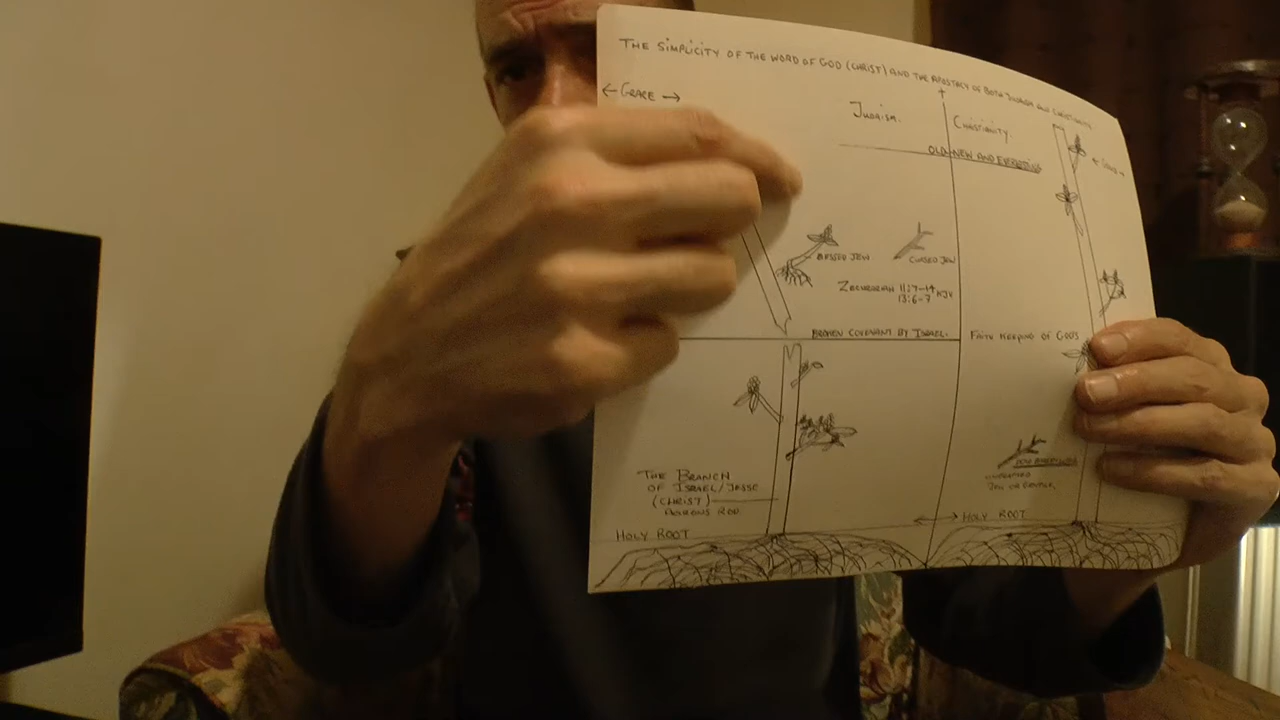 THE SIMPLICITY OF THE WORD OF GOD (CHRIST) AND THE APOSTACY OF BOTH JUDAISM AND CHRISTIANITY
← GRACE →
JUDAISM.
CHRISTIANITY.
OLD NEW AND EVERLASTING
BLESSED JEW
CURSED JEW
ZECHARIAH 11:7-14 KJV
13:6-7
BROKEN COVENANT BY ISRAEL.
FAITH KEEPING OF GODS
THE BRANCH
OF ISRAEL/JESSE
(CHRIST)
AARONS ROD
JEW OR GENTILE
HOLY ROOT
HOLY ROOT